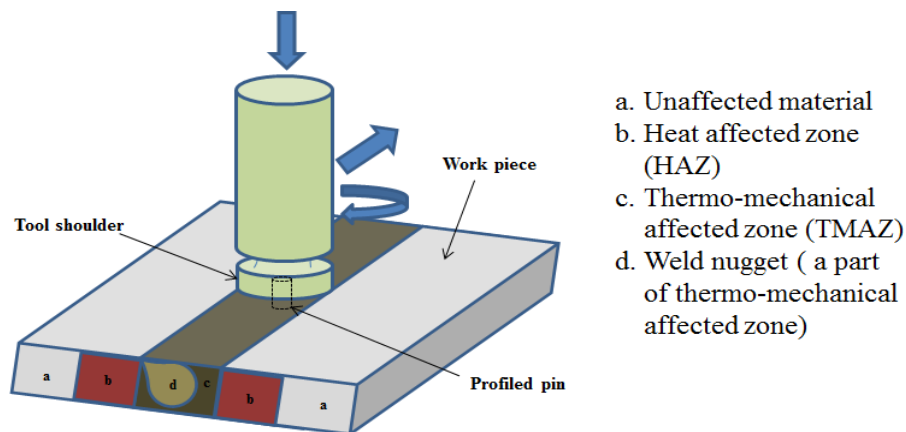 a. Unaffected material
b. Heat affected zone
(HAZ)
c. Thermo-mechanical
affected zone (TMAZ)
d. Weld nugget ( a part
of thermo-mechanical
affected zone)
Work piece
Tool shoulder
Profiled pin
a
b
d
c
b
a